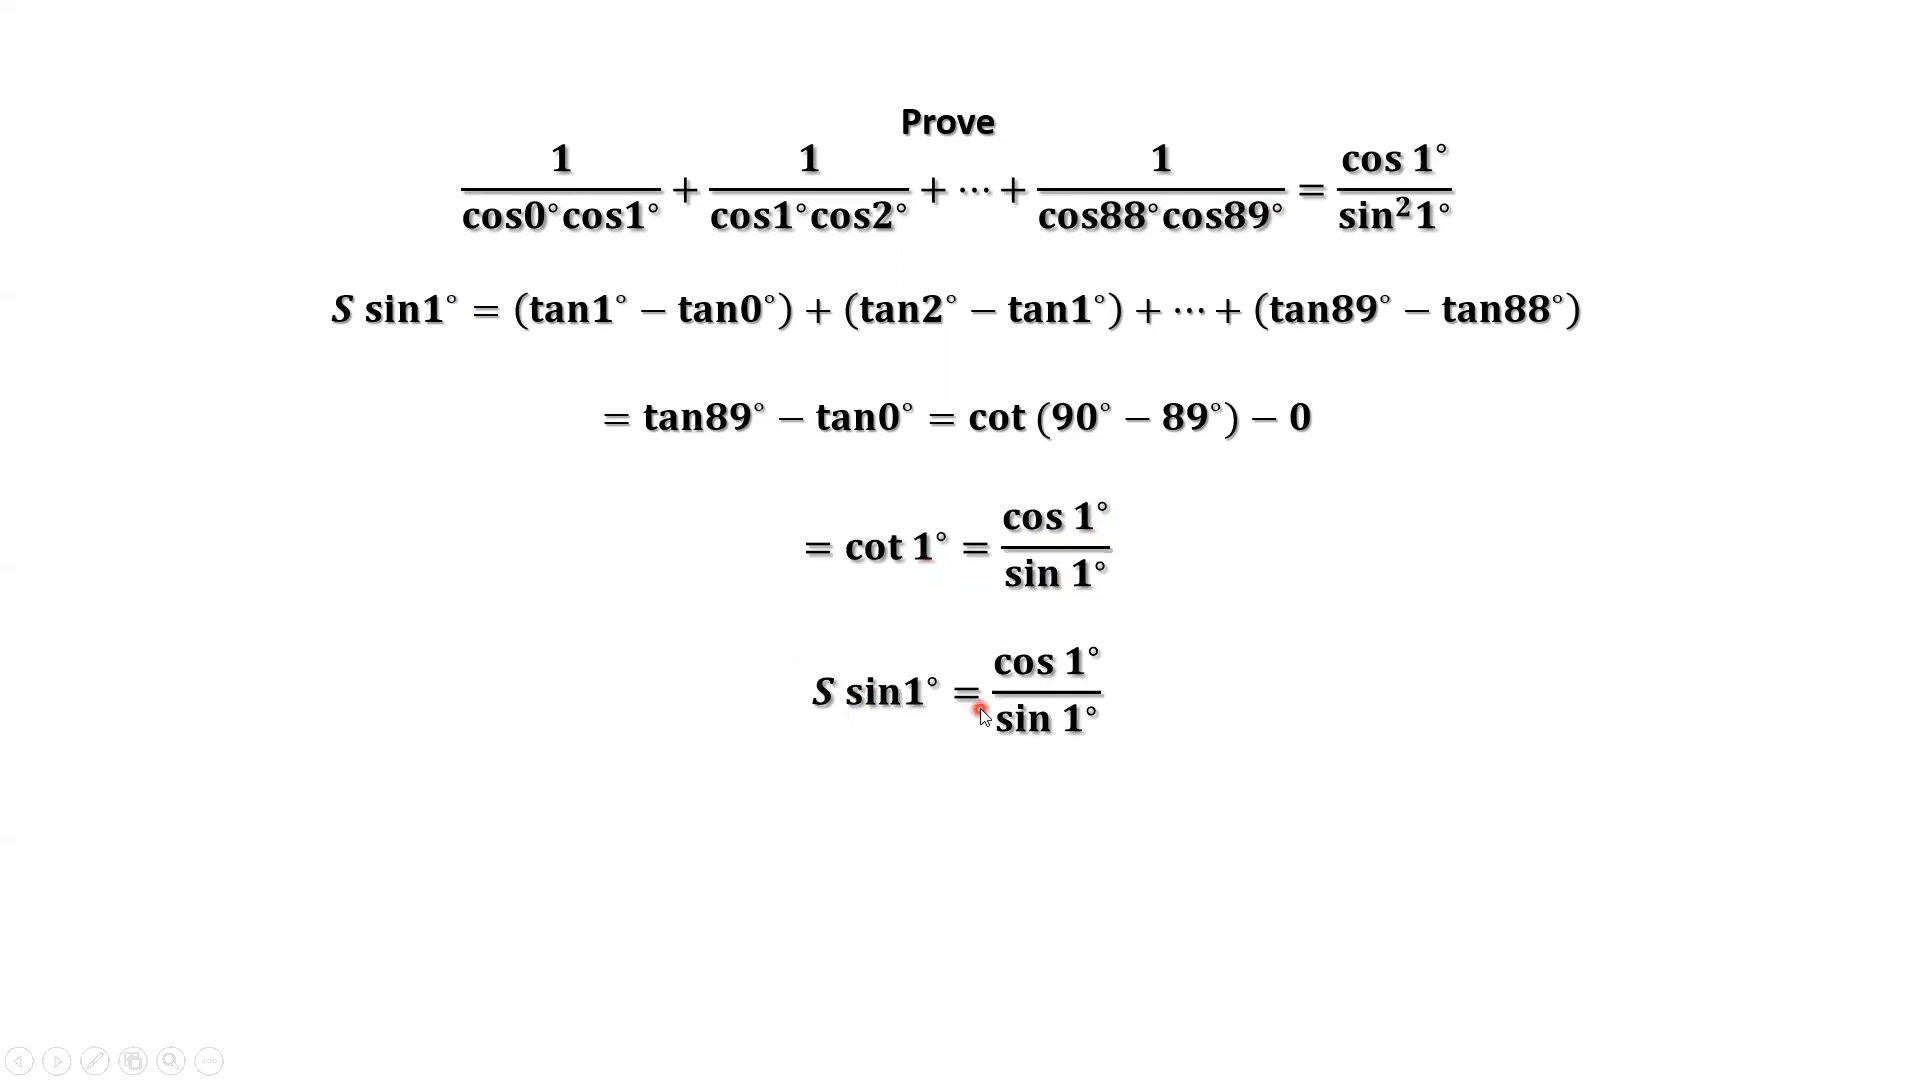 Prove
1/(cos0°cos1°) + 1/(cos1°cos2°) + ⋯ + 1/(cos88°cos89°) = cos 1°/sin²1°
S sin1° = (tan1° − tan0°) + (tan2° − tan1°) + ⋯ + (tan89° − tan88°)
= tan89° − tan0° = cot (90° − 89°) − 0
= cot 1° = cos 1°/sin 1°
S sin1° = cos 1°/sin 1°